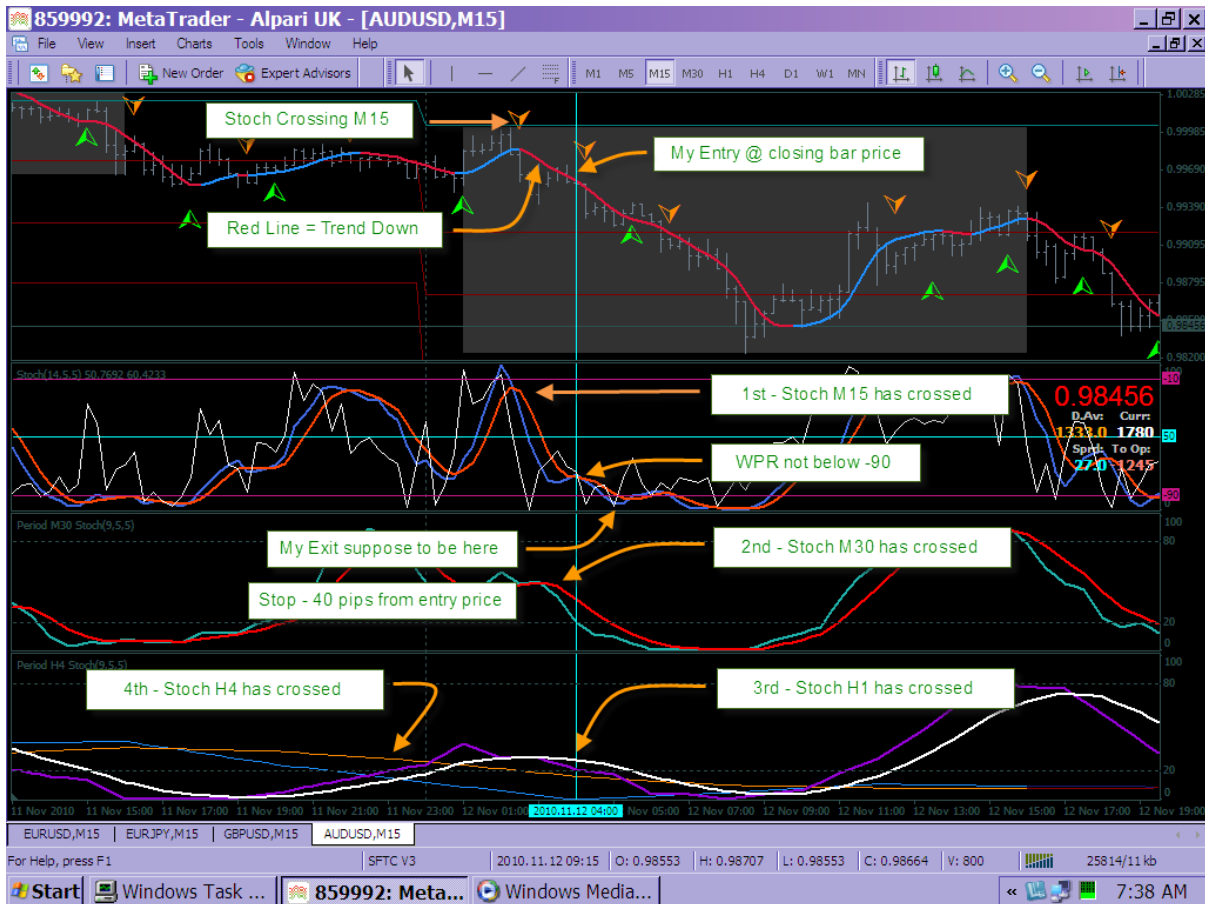 859992: MetaTrader - Alpari UK - [AUDUSD,M15]
File View Insert Charts Tools Window Help
New Order Expert Advisors M1 M5 M15 M30 H1 H4 D1 W1 MN
1.00285
Stoch Crossing M15
0.99985
My Entry @ closing bar price
0.99690
Red Line = Trend Down
0.99390
0.99095
0.98795
0.98456
0.98200
Stoch(14,5,5) 50.7692 60.4233
100
-10
1st - Stoch M15 has crossed
0.98456
D.Av: Curr:
1333.0 1780
50
WPR not below -90
Sprd: To Op:
27.0 -1245
-90
0
Period M30 Stoch(9,5,5)
100
My Exit suppose to be here
2nd - Stoch M30 has crossed
80
Stop - 40 pips from entry price
20
0
Period H4 Stoch(9,5,5)
100
4th - Stoch H4 has crossed
3rd - Stoch H1 has crossed
80
20
0
11 Nov 2010 11 Nov 15:00 11 Nov 17:00 11 Nov 19:00 11 Nov 21:00 11 Nov 23:00 12 Nov 01:00 2010.11.12 04:00 Nov 05:00 12 Nov 07:00 12 Nov 09:00 12 Nov 11:00 12 Nov 13:00 12 Nov 15:00 12 Nov 17:00 12 Nov 19:00
EURUSD,M15 EURJPY,M15 GBPUSD,M15 AUDUSD,M15
For Help, press F1 SFTC V3 2010.11.12 09:15 O: 0.98553 H: 0.98707 L: 0.98553 C: 0.98664 V: 800 25814/11 kb
Start Windows Task ... 859992: Meta... Windows Media... « 7:38 AM